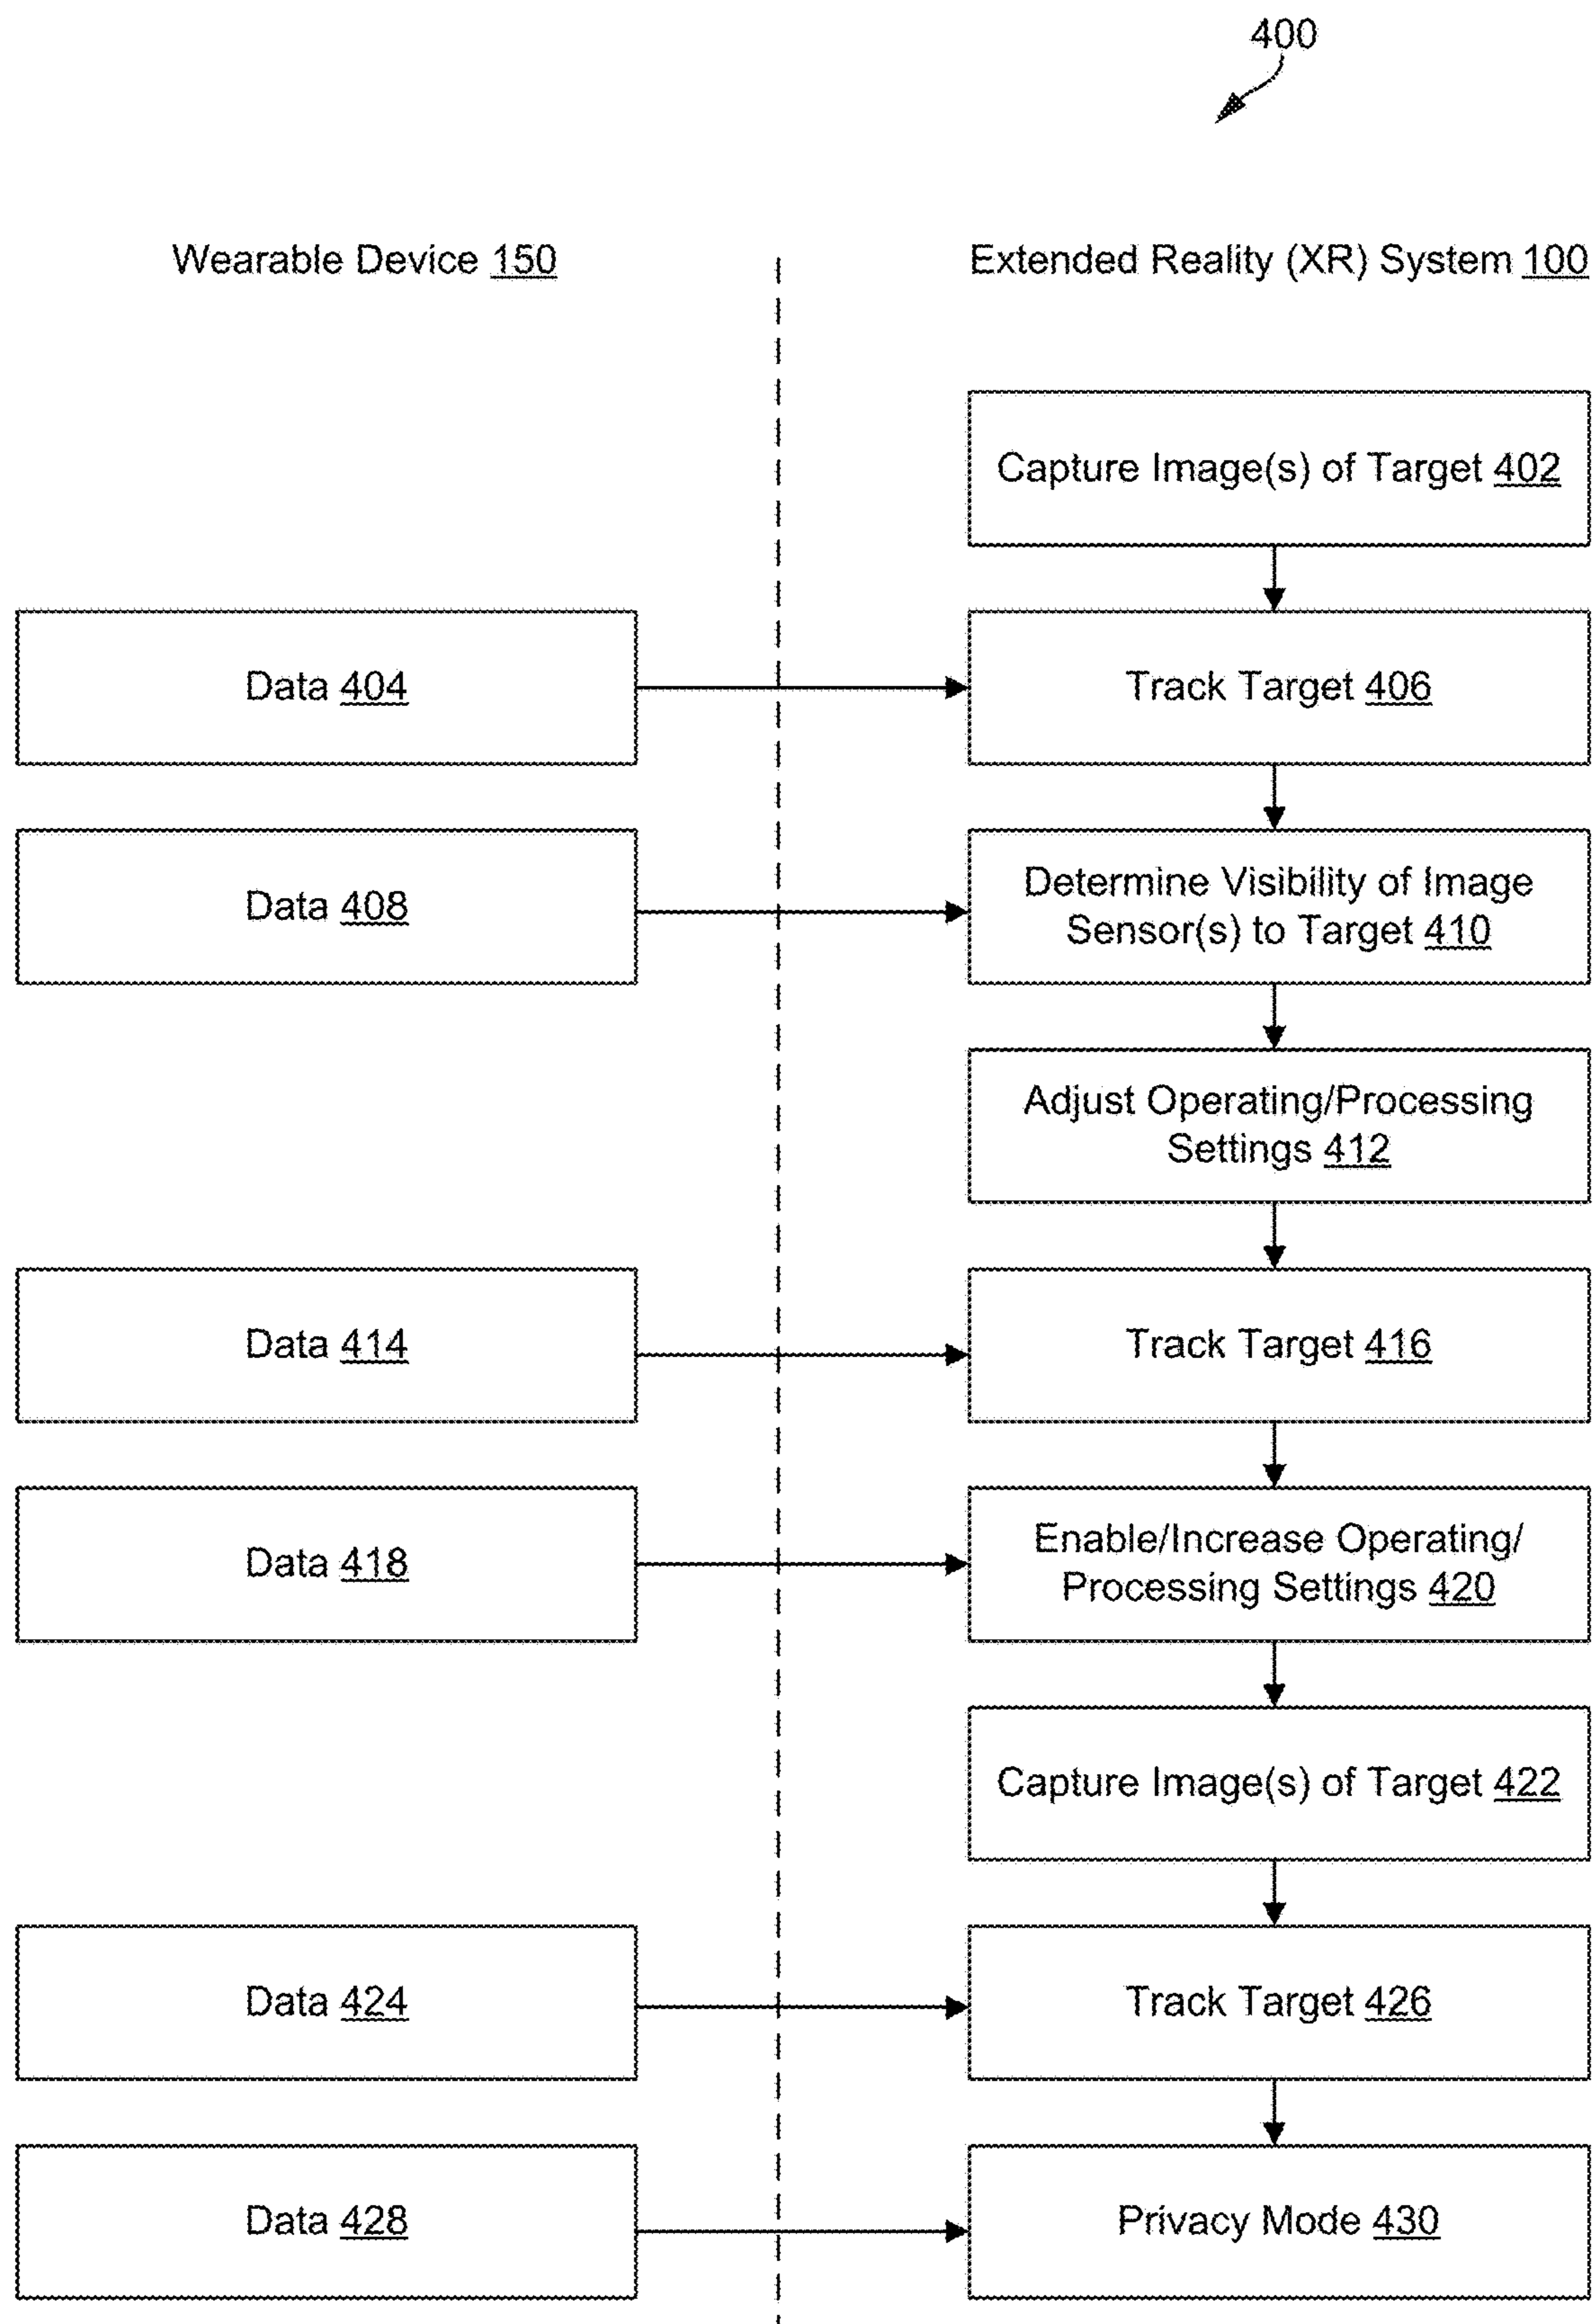 400
Wearable Device 150
Extended Reality (XR) System 100
Capture Image(s) of Target 402
Data 404
Track Target 406
Data 408
Determine Visibility of Image
Sensor(s) to Target 410
Adjust Operating/Processing
Settings 412
Data 414
Track Target 416
Data 418
Enable/Increase Operating/
Processing Settings 420
Capture Image(s) of Target 422
Data 424
Track Target 426
Data 428
Privacy Mode 430